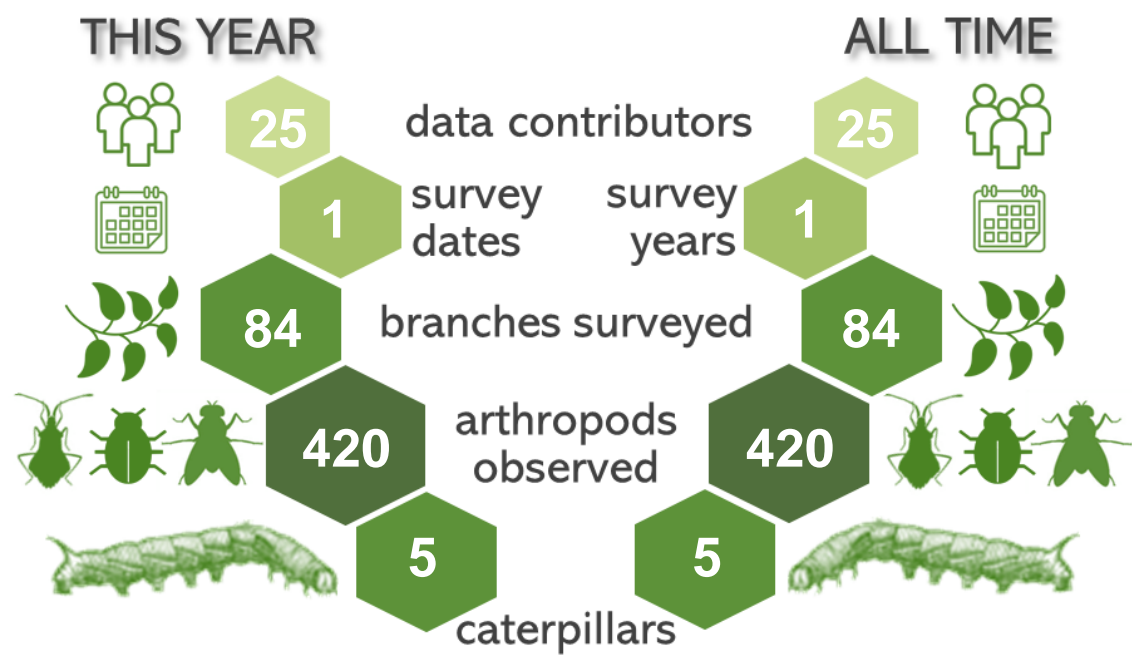 THIS YEAR ALL TIME
25 data contributors 25
1 survey dates survey years 1
84 branches surveyed 84
420 arthropods observed 420
5 caterpillars 5